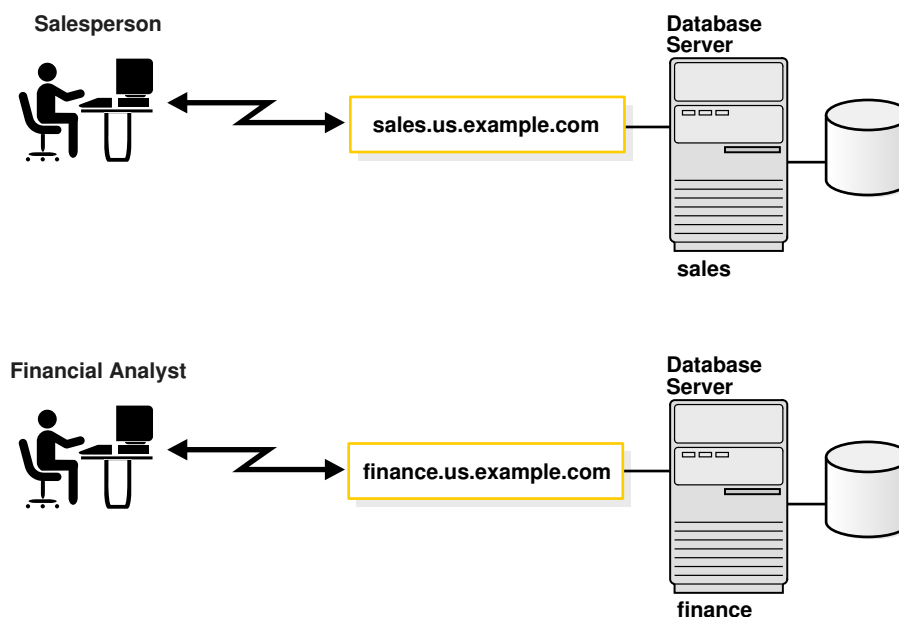 Salesperson
Database
Server
sales.us.example.com
sales
Financial Analyst
Database
Server
finance.us.example.com
finance